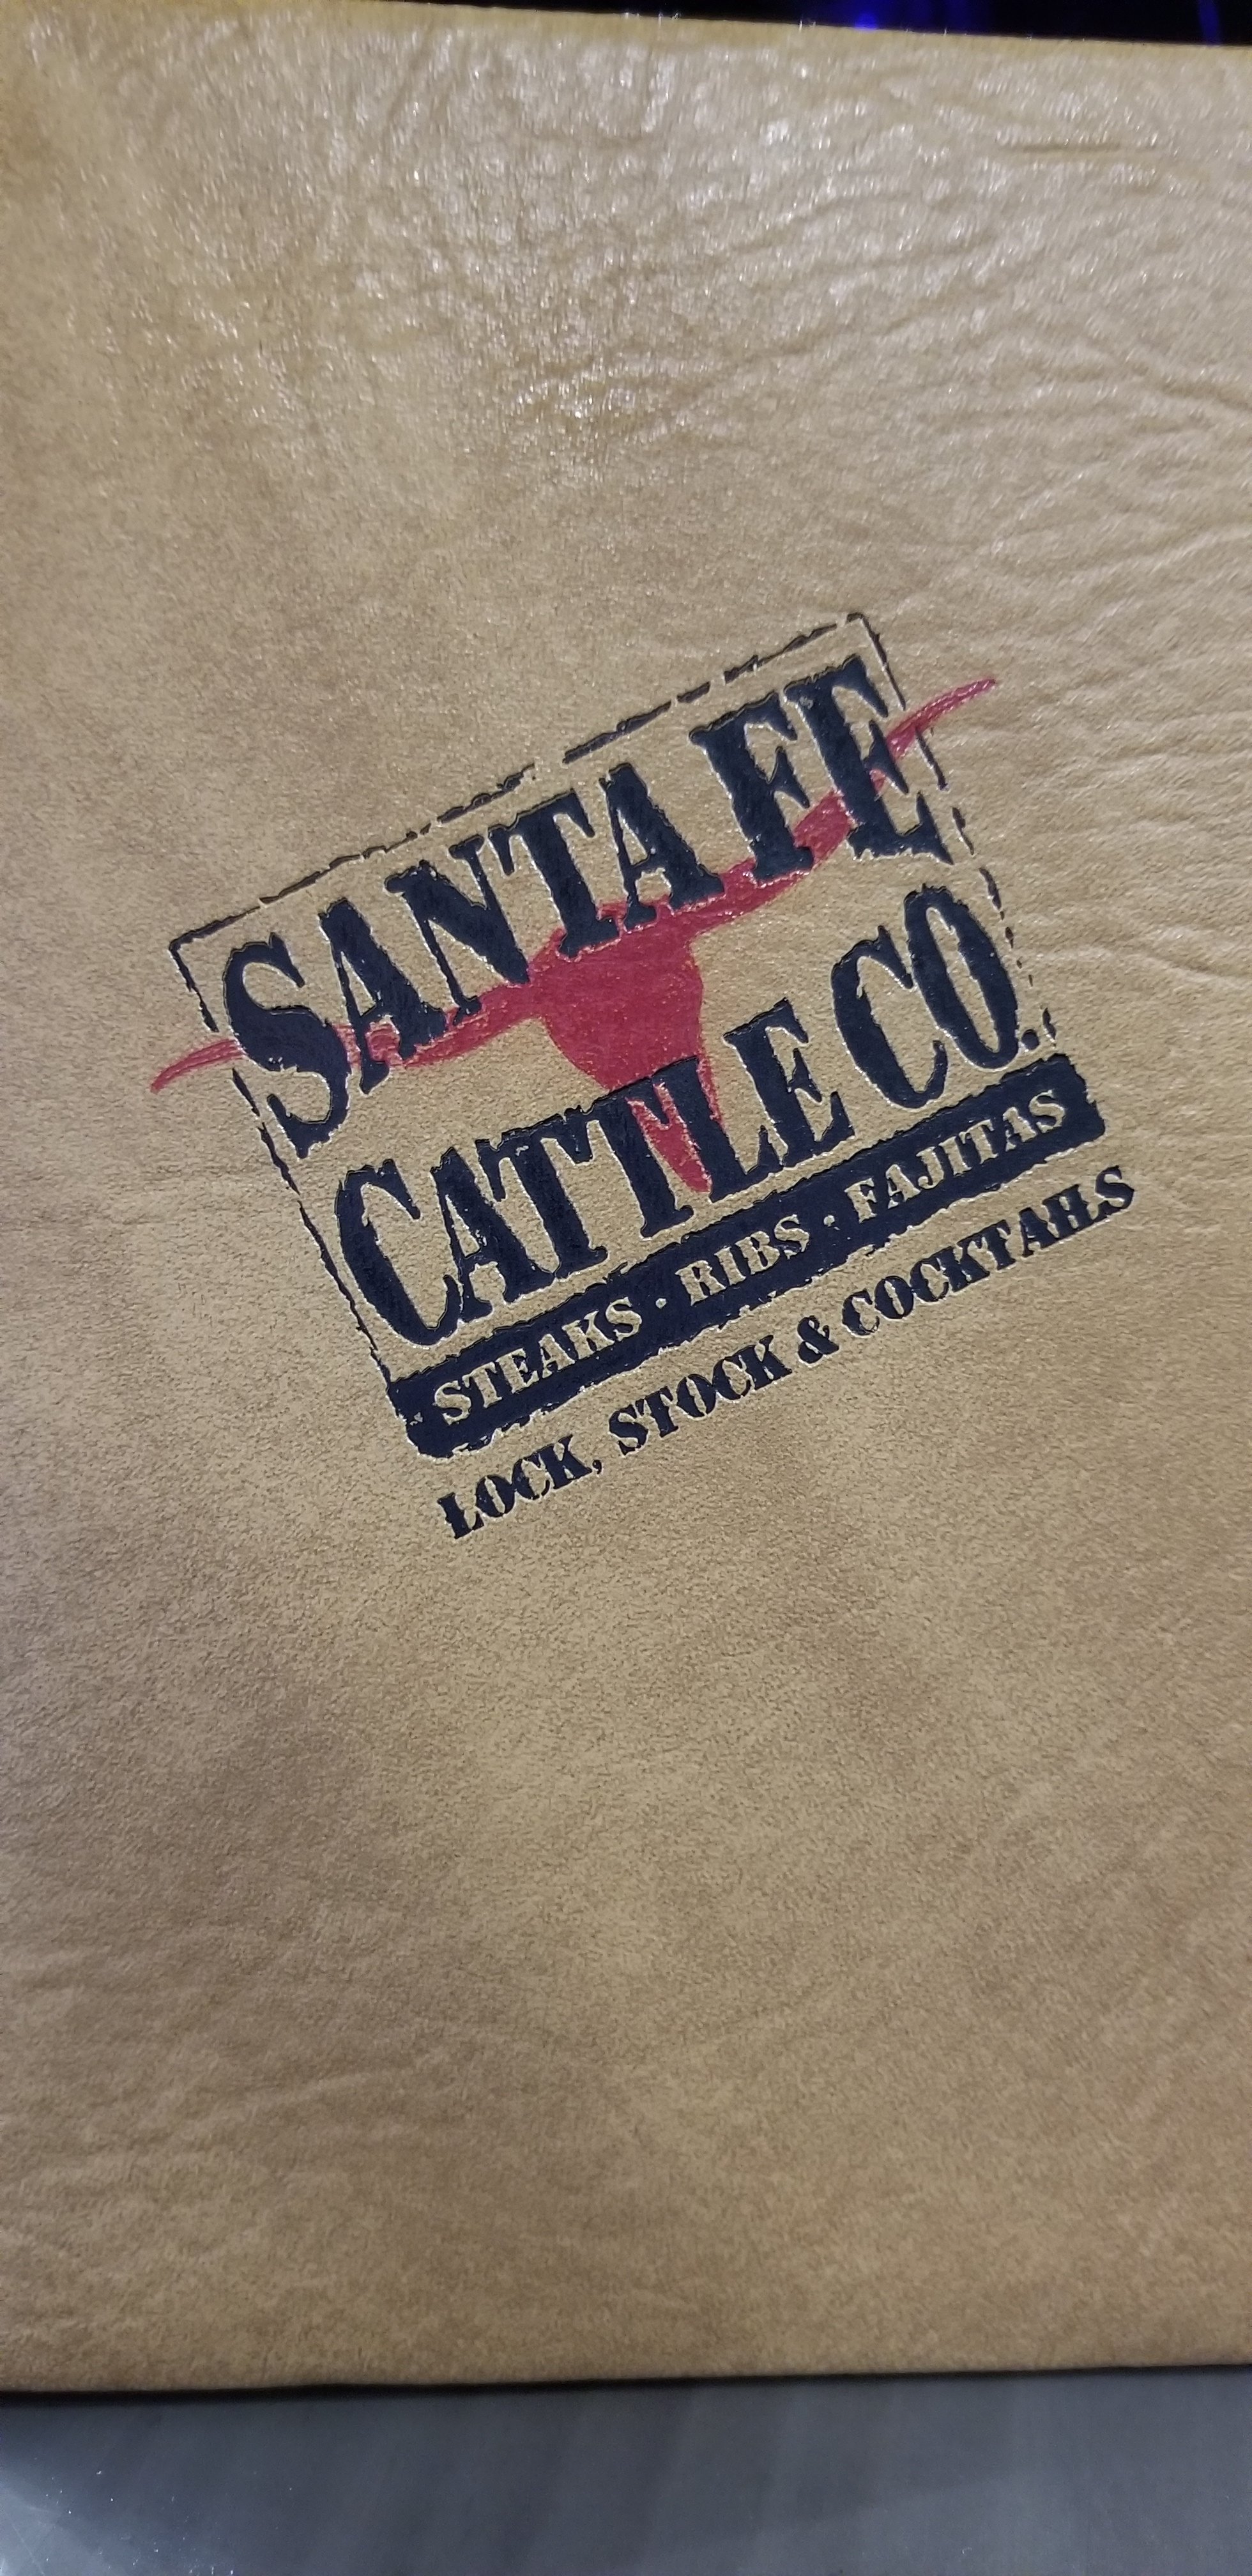 SANTA FE
CATTLE CO.
STEAKS · RIBS · FAJITAS
LOCK, STOCK & COCKTAILS